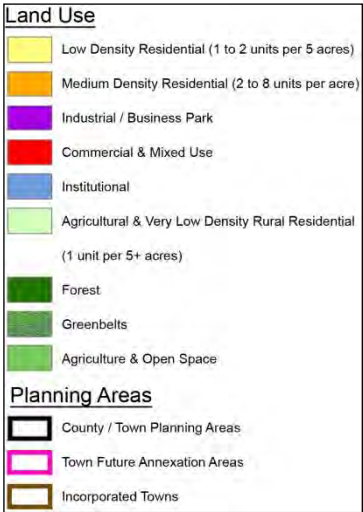 Land Use
Low Density Residential (1 to 2 units per 5 acres)
Medium Density Residential (2 to 8 units per acre)
Industrial / Business Park
Commercial & Mixed Use
Institutional
Agricultural & Very Low Density Rural Residential
(1 unit per 5+ acres)
Forest
Greenbelts
Agriculture & Open Space
Planning Areas
County / Town Planning Areas
Town Future Annexation Areas
Incorporated Towns